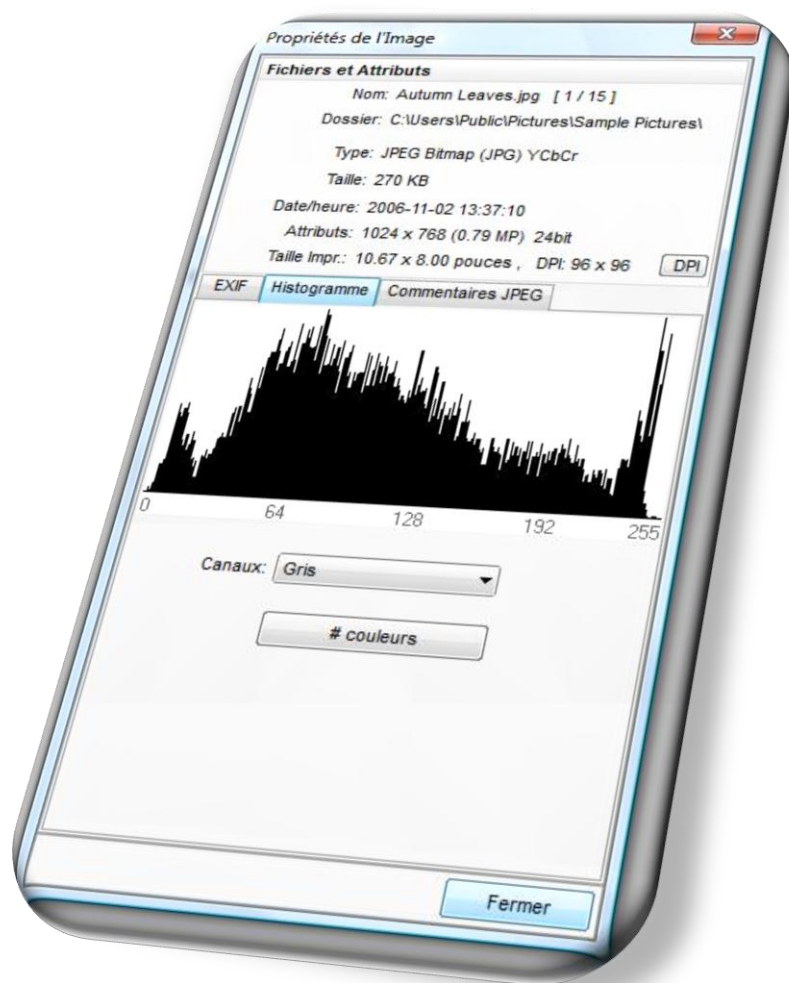 Propriétés de l'Image
Fichiers et Attributs
Nom: Autumn Leaves.jpg [ 1 / 15 ]
Dossier: C:\Users\Public\Pictures\Sample Pictures\
Type: JPEG Bitmap (JPG) YCbCr
Taille: 270 KB
Date/heure: 2006-11-02 13:37:10
Attributs: 1024 x 768 (0.79 MP) 24bit
Taille Impr.: 10.67 x 8.00 pouces , DPI: 96 x 96 DPI
EXIF Histogramme Commentaires JPEG
0 64 128 192 255
Canaux: Gris
# couleurs
Fermer